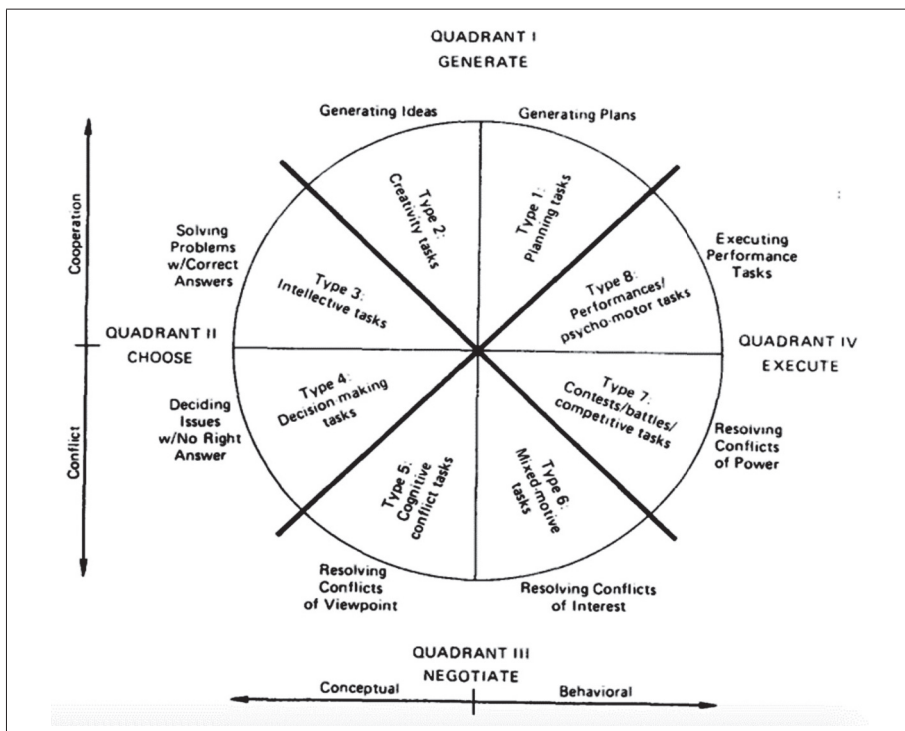 QUADRANT I
GENERATE
Generating Ideas
Generating Plans
Cooperation
Conflict
Type 2:
Creativity tasks
Type 1:
Planning tasks
Solving
Problems
w/Correct
Answers
Executing
Performance
Tasks
Type 3:
Intellective tasks
Type 8:
Performances/
psycho-motor tasks
QUADRANT II
CHOOSE
QUADRANT IV
EXECUTE
Type 4:
Decision-making
tasks
Type 7:
Contests/battles/
competitive tasks
Deciding
Issues
w/No Right
Answer
Resolving
Conflicts
of Power
Type 5:
Cognitive
conflict tasks
Type 6:
Mixed-motive
tasks
Resolving
Conflicts
of Viewpoint
Resolving Conflicts
of Interest
QUADRANT III
NEGOTIATE
Conceptual
Behavioral